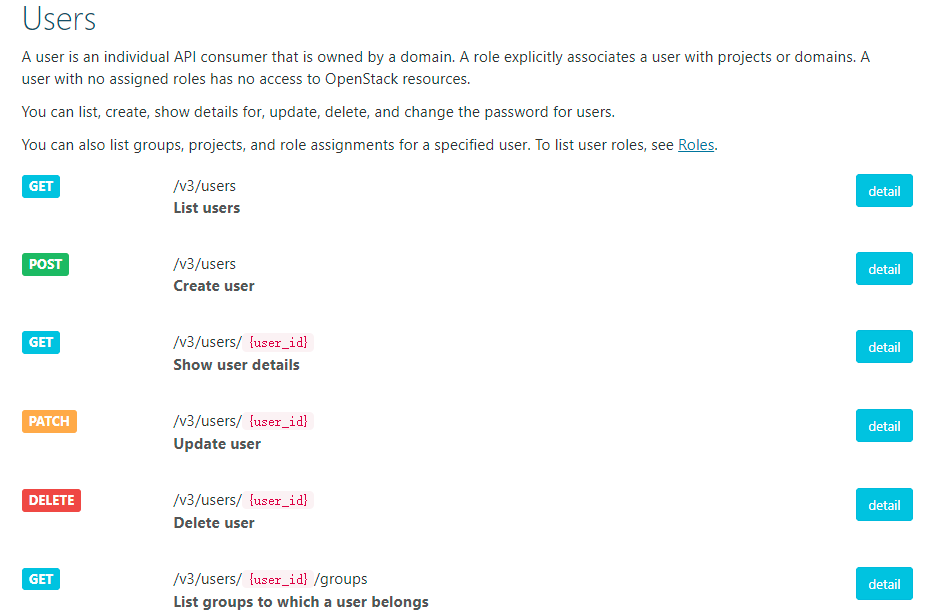 Users
A user is an individual API consumer that is owned by a domain. A role explicitly associates a user with projects or domains. A
user with no assigned roles has no access to OpenStack resources.
You can list, create, show details for, update, delete, and change the password for users.
You can also list groups, projects, and role assignments for a specified user. To list user roles, see Roles.
GET /v3/users detail
List users
POST /v3/users detail
Create user
GET /v3/users/ {user_id} detail
Show user details
PATCH /v3/users/ {user_id} detail
Update user
DELETE /v3/users/ {user_id} detail
Delete user
GET /v3/users/ {user_id} /groups detail
List groups to which a user belongs